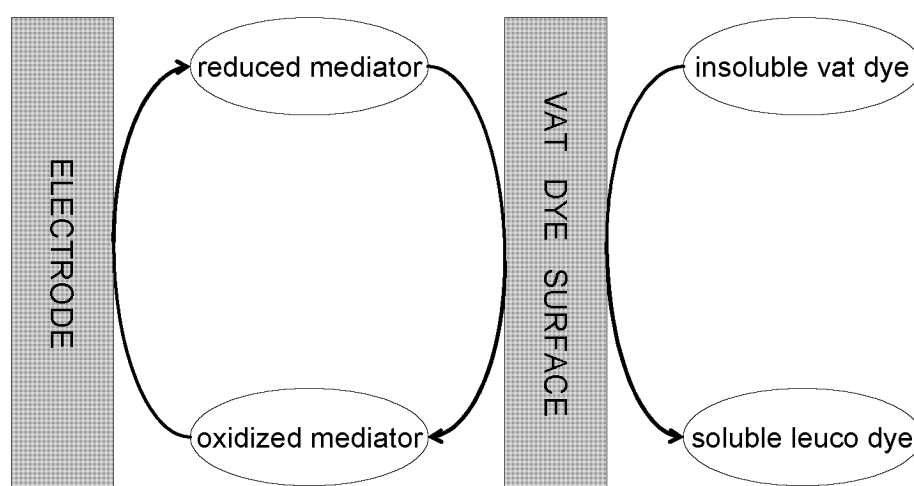 reduced mediator
insoluble vat dye
ELECTRODE
VAT DYE SURFACE
oxidized mediator
soluble leuco dye